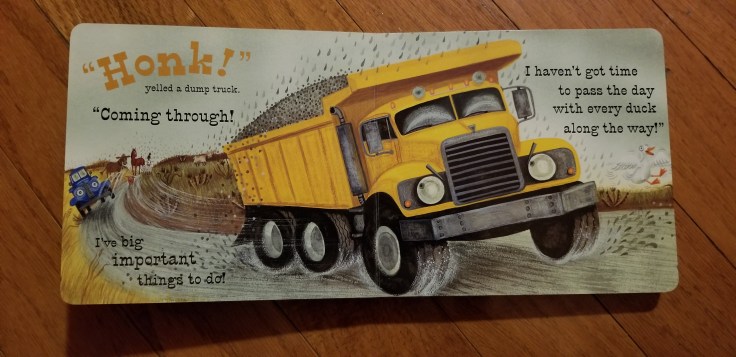 "Honk!"
yelled a dump truck.
"Coming through!
I've big
important
things to do!
I haven't got time
to pass the day
with every duck
along the way!"